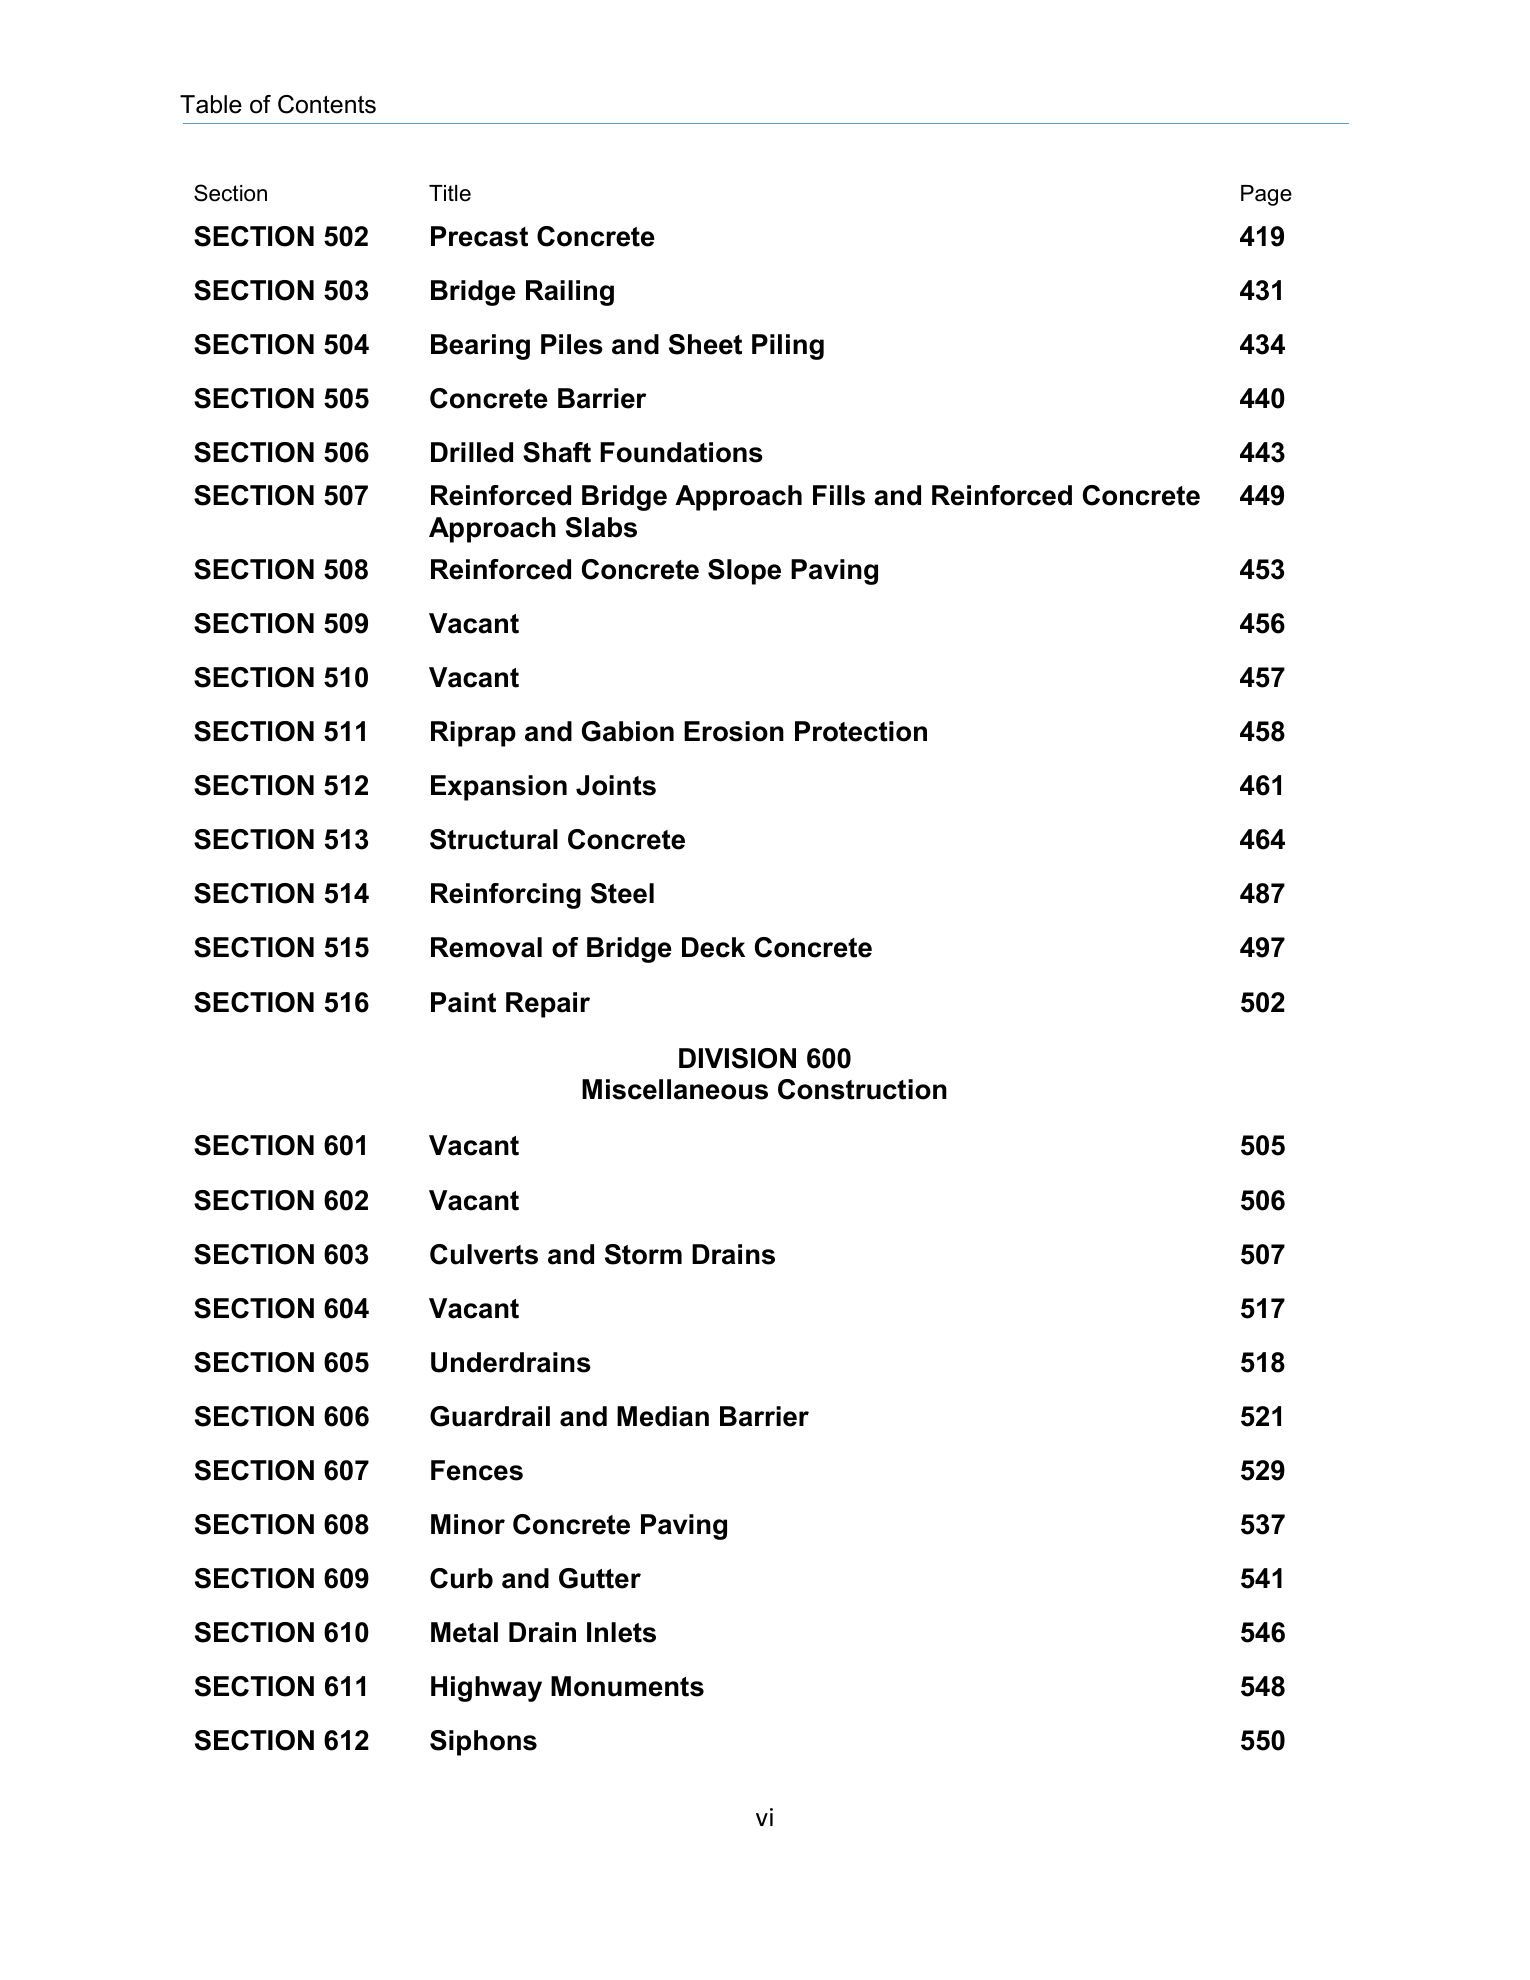 Table of Contents
Section Title Page
SECTION 502 Precast Concrete 419
SECTION 503 Bridge Railing 431
SECTION 504 Bearing Piles and Sheet Piling 434
SECTION 505 Concrete Barrier 440
SECTION 506 Drilled Shaft Foundations 443
SECTION 507 Reinforced Bridge Approach Fills and Reinforced Concrete 449
Approach Slabs
SECTION 508 Reinforced Concrete Slope Paving 453
SECTION 509 Vacant 456
SECTION 510 Vacant 457
SECTION 511 Riprap and Gabion Erosion Protection 458
SECTION 512 Expansion Joints 461
SECTION 513 Structural Concrete 464
SECTION 514 Reinforcing Steel 487
SECTION 515 Removal of Bridge Deck Concrete 497
SECTION 516 Paint Repair 502
DIVISION 600
Miscellaneous Construction
SECTION 601 Vacant 505
SECTION 602 Vacant 506
SECTION 603 Culverts and Storm Drains 507
SECTION 604 Vacant 517
SECTION 605 Underdrains 518
SECTION 606 Guardrail and Median Barrier 521
SECTION 607 Fences 529
SECTION 608 Minor Concrete Paving 537
SECTION 609 Curb and Gutter 541
SECTION 610 Metal Drain Inlets 546
SECTION 611 Highway Monuments 548
SECTION 612 Siphons 550
vi